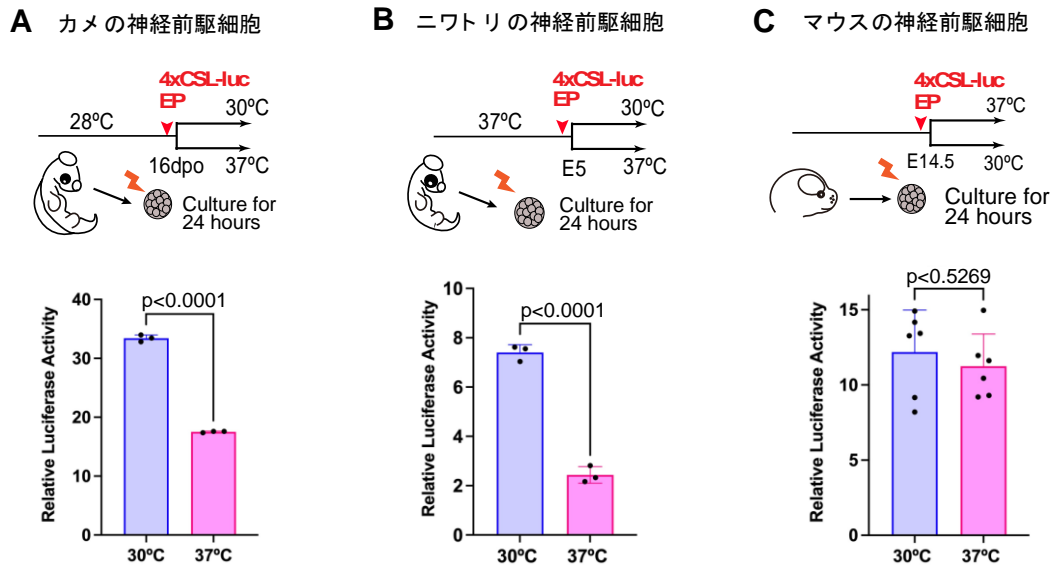 A カメの神経前駆細胞
4xCSL-luc
EP
28ºC
30ºC
16dpo
37ºC
Culture for
24 hours
p<0.0001
Relative Luciferase Activity
40
30
20
10
0
30ºC 37ºC
B ニワトリの神経前駆細胞
4xCSL-luc
EP
37ºC
30ºC
E5
37ºC
Culture for
24 hours
p<0.0001
Relative Luciferase Activity
10
8
6
4
2
0
30ºC 37ºC
C マウスの神経前駆細胞
4xCSL-luc
EP
37ºC
E14.5
30ºC
Culture for
24 hours
p<0.5269
Relative Luciferase Activity
15
10
5
0
30ºC 37ºC